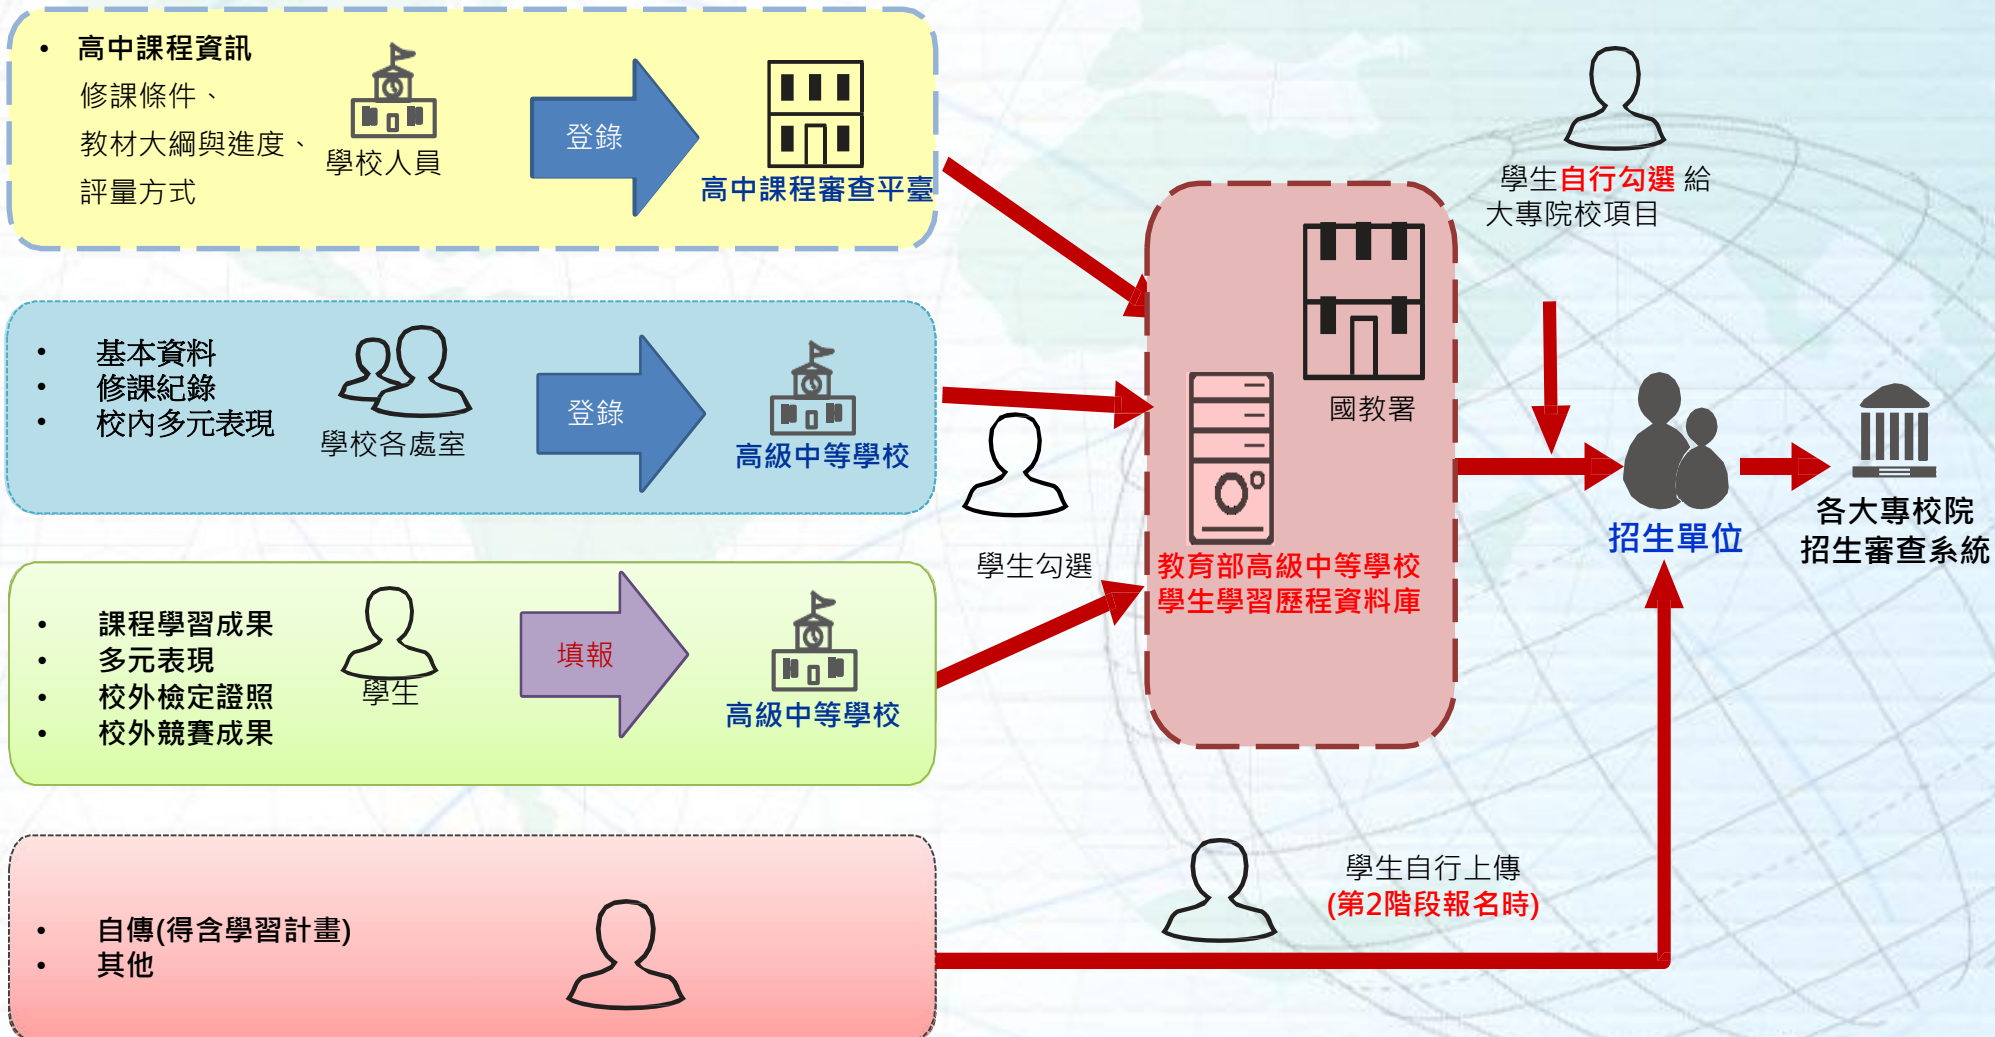 • 高中課程資訊
修課條件、
教材大綱與進度、
評量方式
學校人員
登錄
高中課程審查平臺
• 基本資料
• 修課紀錄
• 校內多元表現
學校各處室
登錄
高級中等學校
• 課程學習成果
• 多元表現
• 校外檢定證照
• 校外競賽成果
學生
填報
高級中等學校
• 自傳(得含學習計畫)
• 其他
學生勾選
國教署
教育部高級中等學校
學生學習歷程資料庫
學生自行勾選 給
大專院校項目
招生單位
各大專校院
招生審查系統
學生自行上傳
(第2階段報名時)